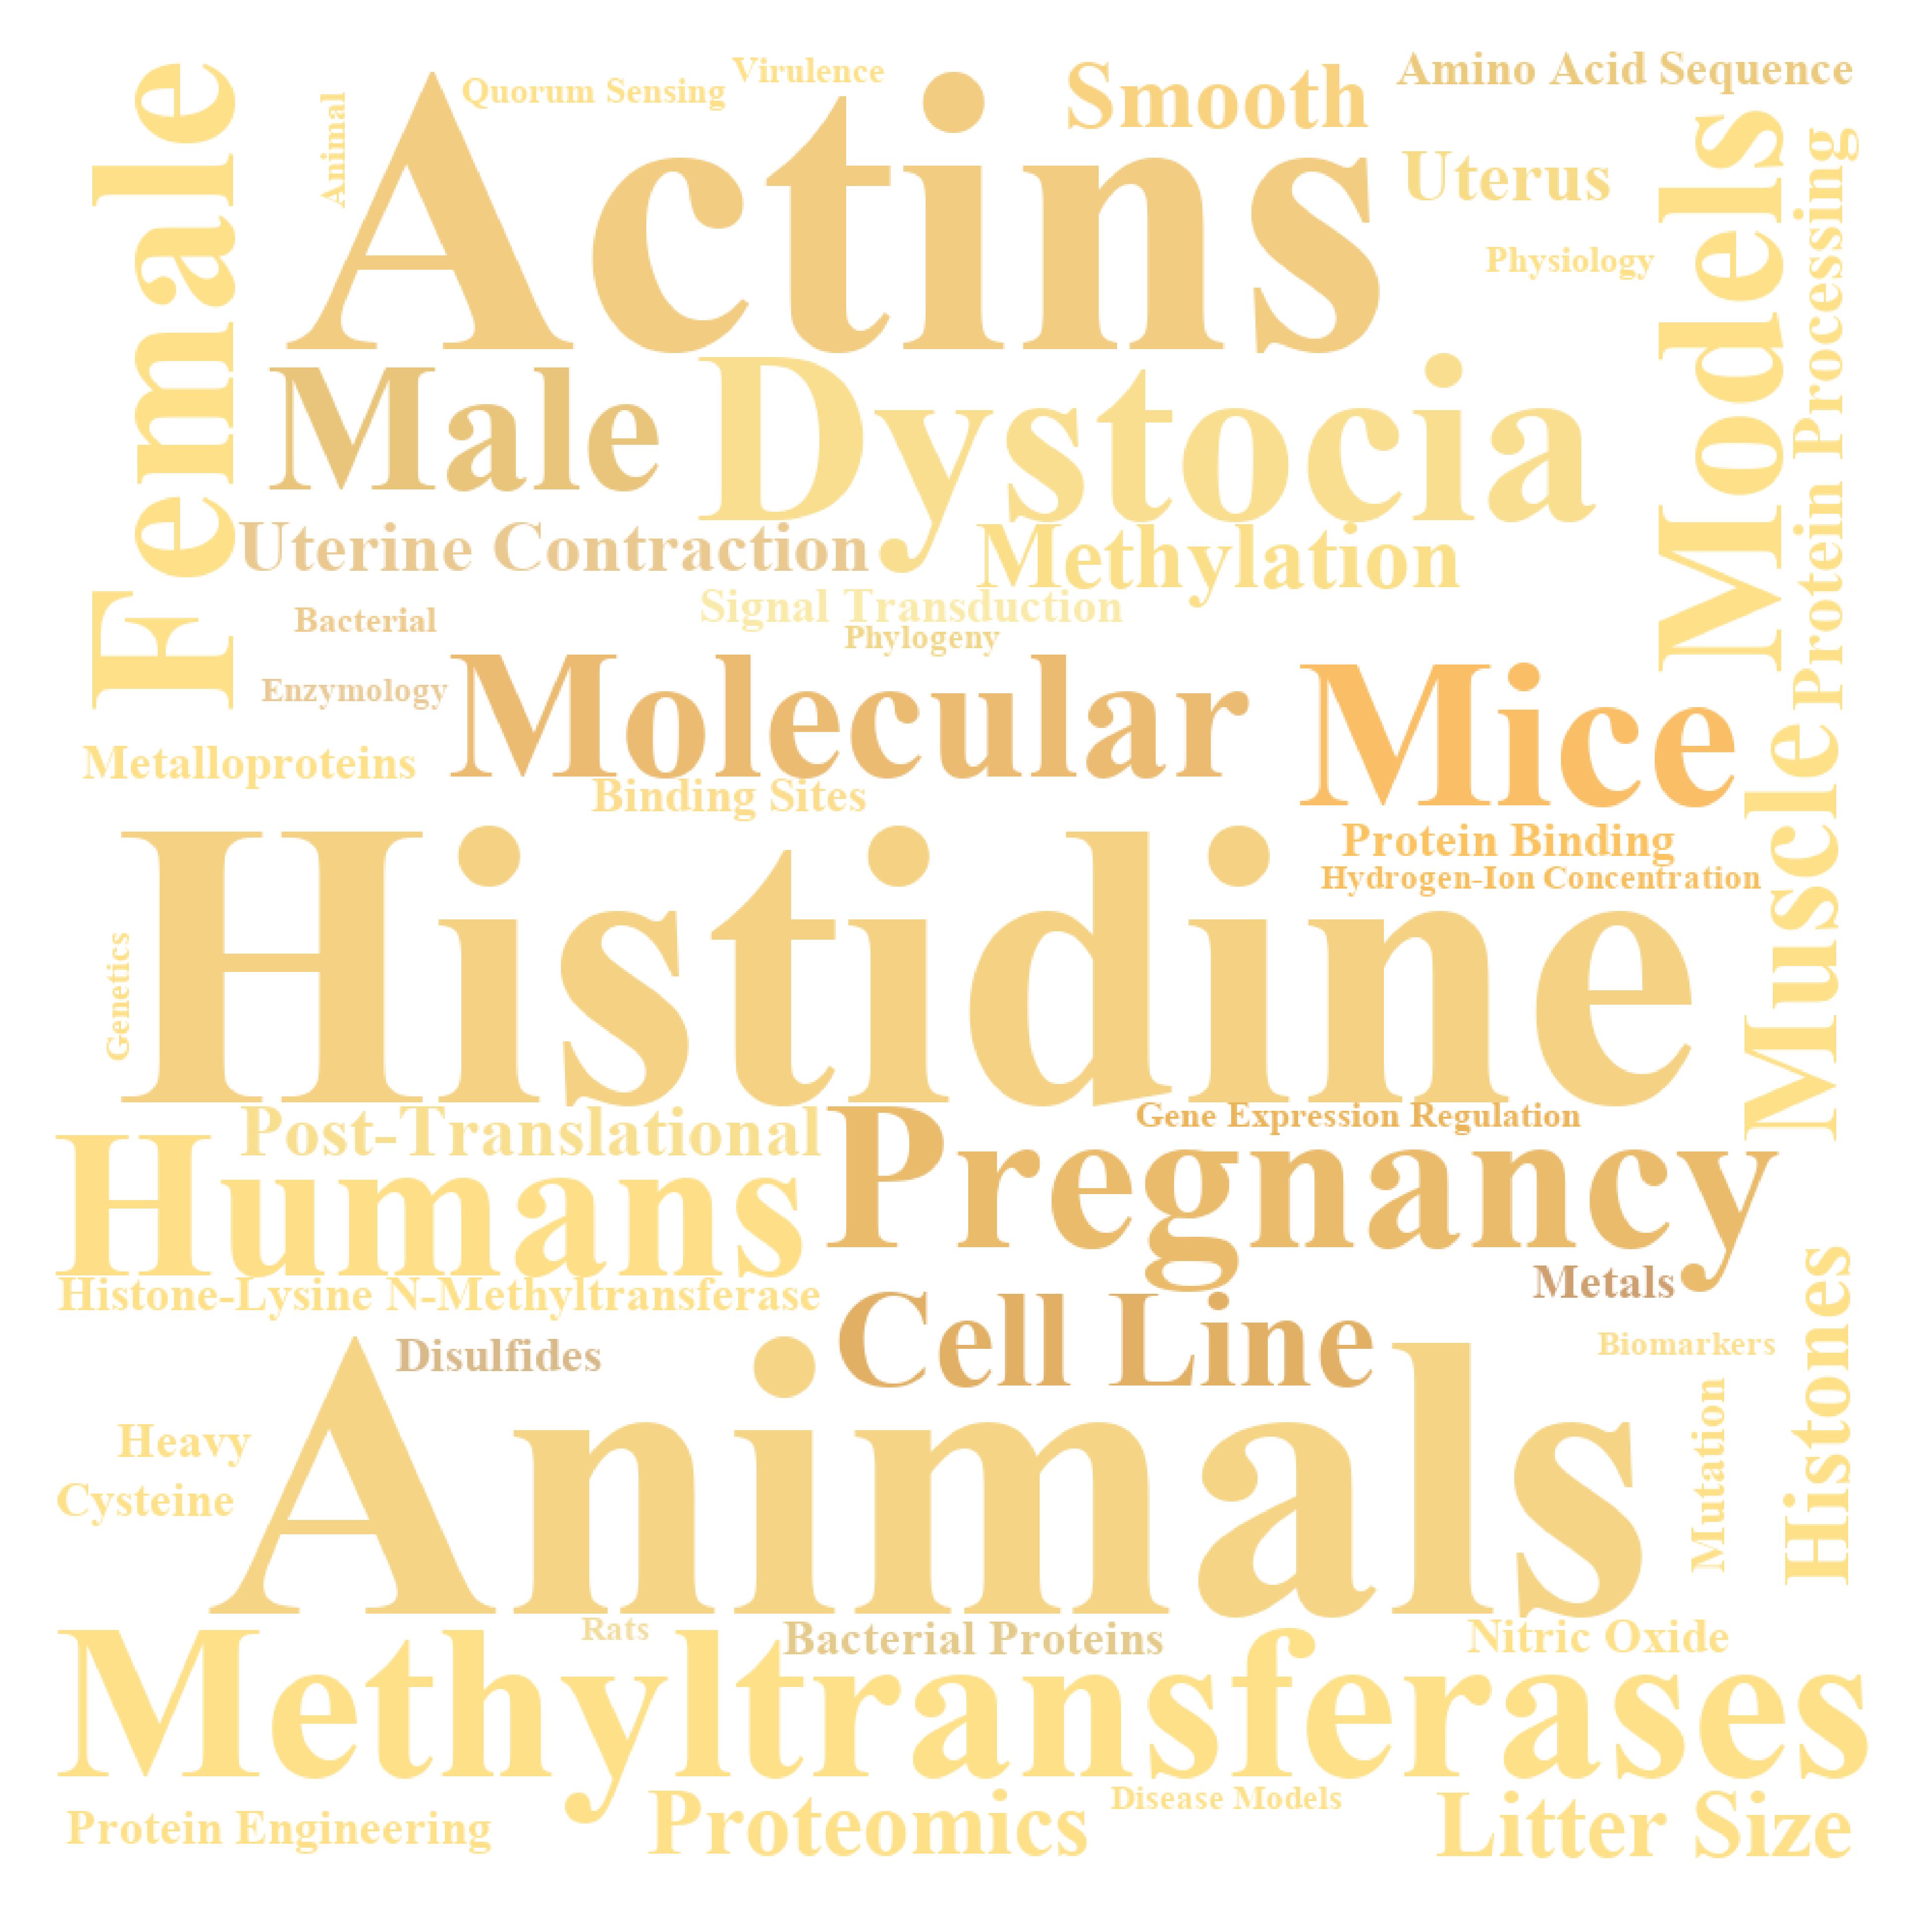 Virulence
Amino Acid Sequence
Quorum Sensing
Smooth
Female
Animal
Actins
Uterus
Models
Protein Processing
Physiology
Male
Dystocia
Uterine Contraction
Methylation
Signal Transduction
Bacterial
Phylogeny
Enzymology
Molecular
Mice
Metalloproteins
Binding Sites
Muscle
Protein Binding
Hydrogen-Ion Concentration
Histidine
Genetics
Gene Expression Regulation
Post-Translational
Pregnancy
Humans
Metals
Histone-Lysine N-Methyltransferase
Cell Line
Disulfides
Biomarkers
Histones
Heavy
Mutation
Cysteine
Animals
Rats
Bacterial Proteins
Nitric Oxide
Methyltransferases
Disease Models
Protein Engineering
Proteomics
Litter Size